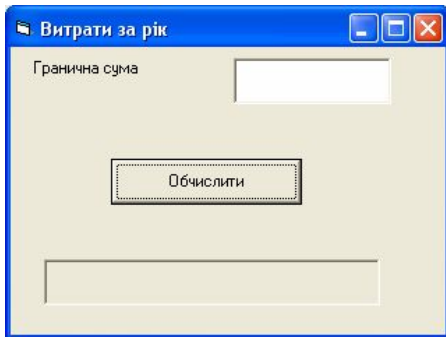 Витрати за рік
Гранична сума
Обчислити